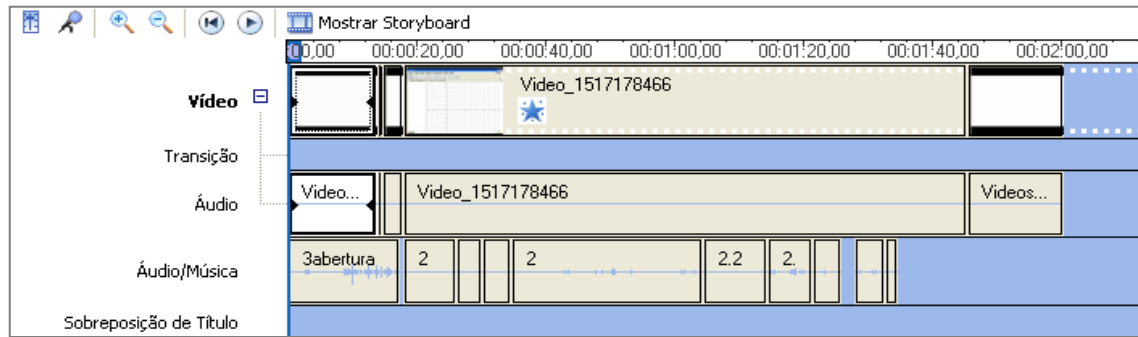 Mostrar Storyboard
00,00 00:00:20,00 00:00:40,00 00:01:00,00 00:01:20,00 00:01:40,00 00:02:00,00
Vídeo
Video_1517178466
Transição
Áudio
Video... Video_1517178466 Videos...
Áudio/Música
3abertura 2 2 2.2 2.
Sobreposição de Título